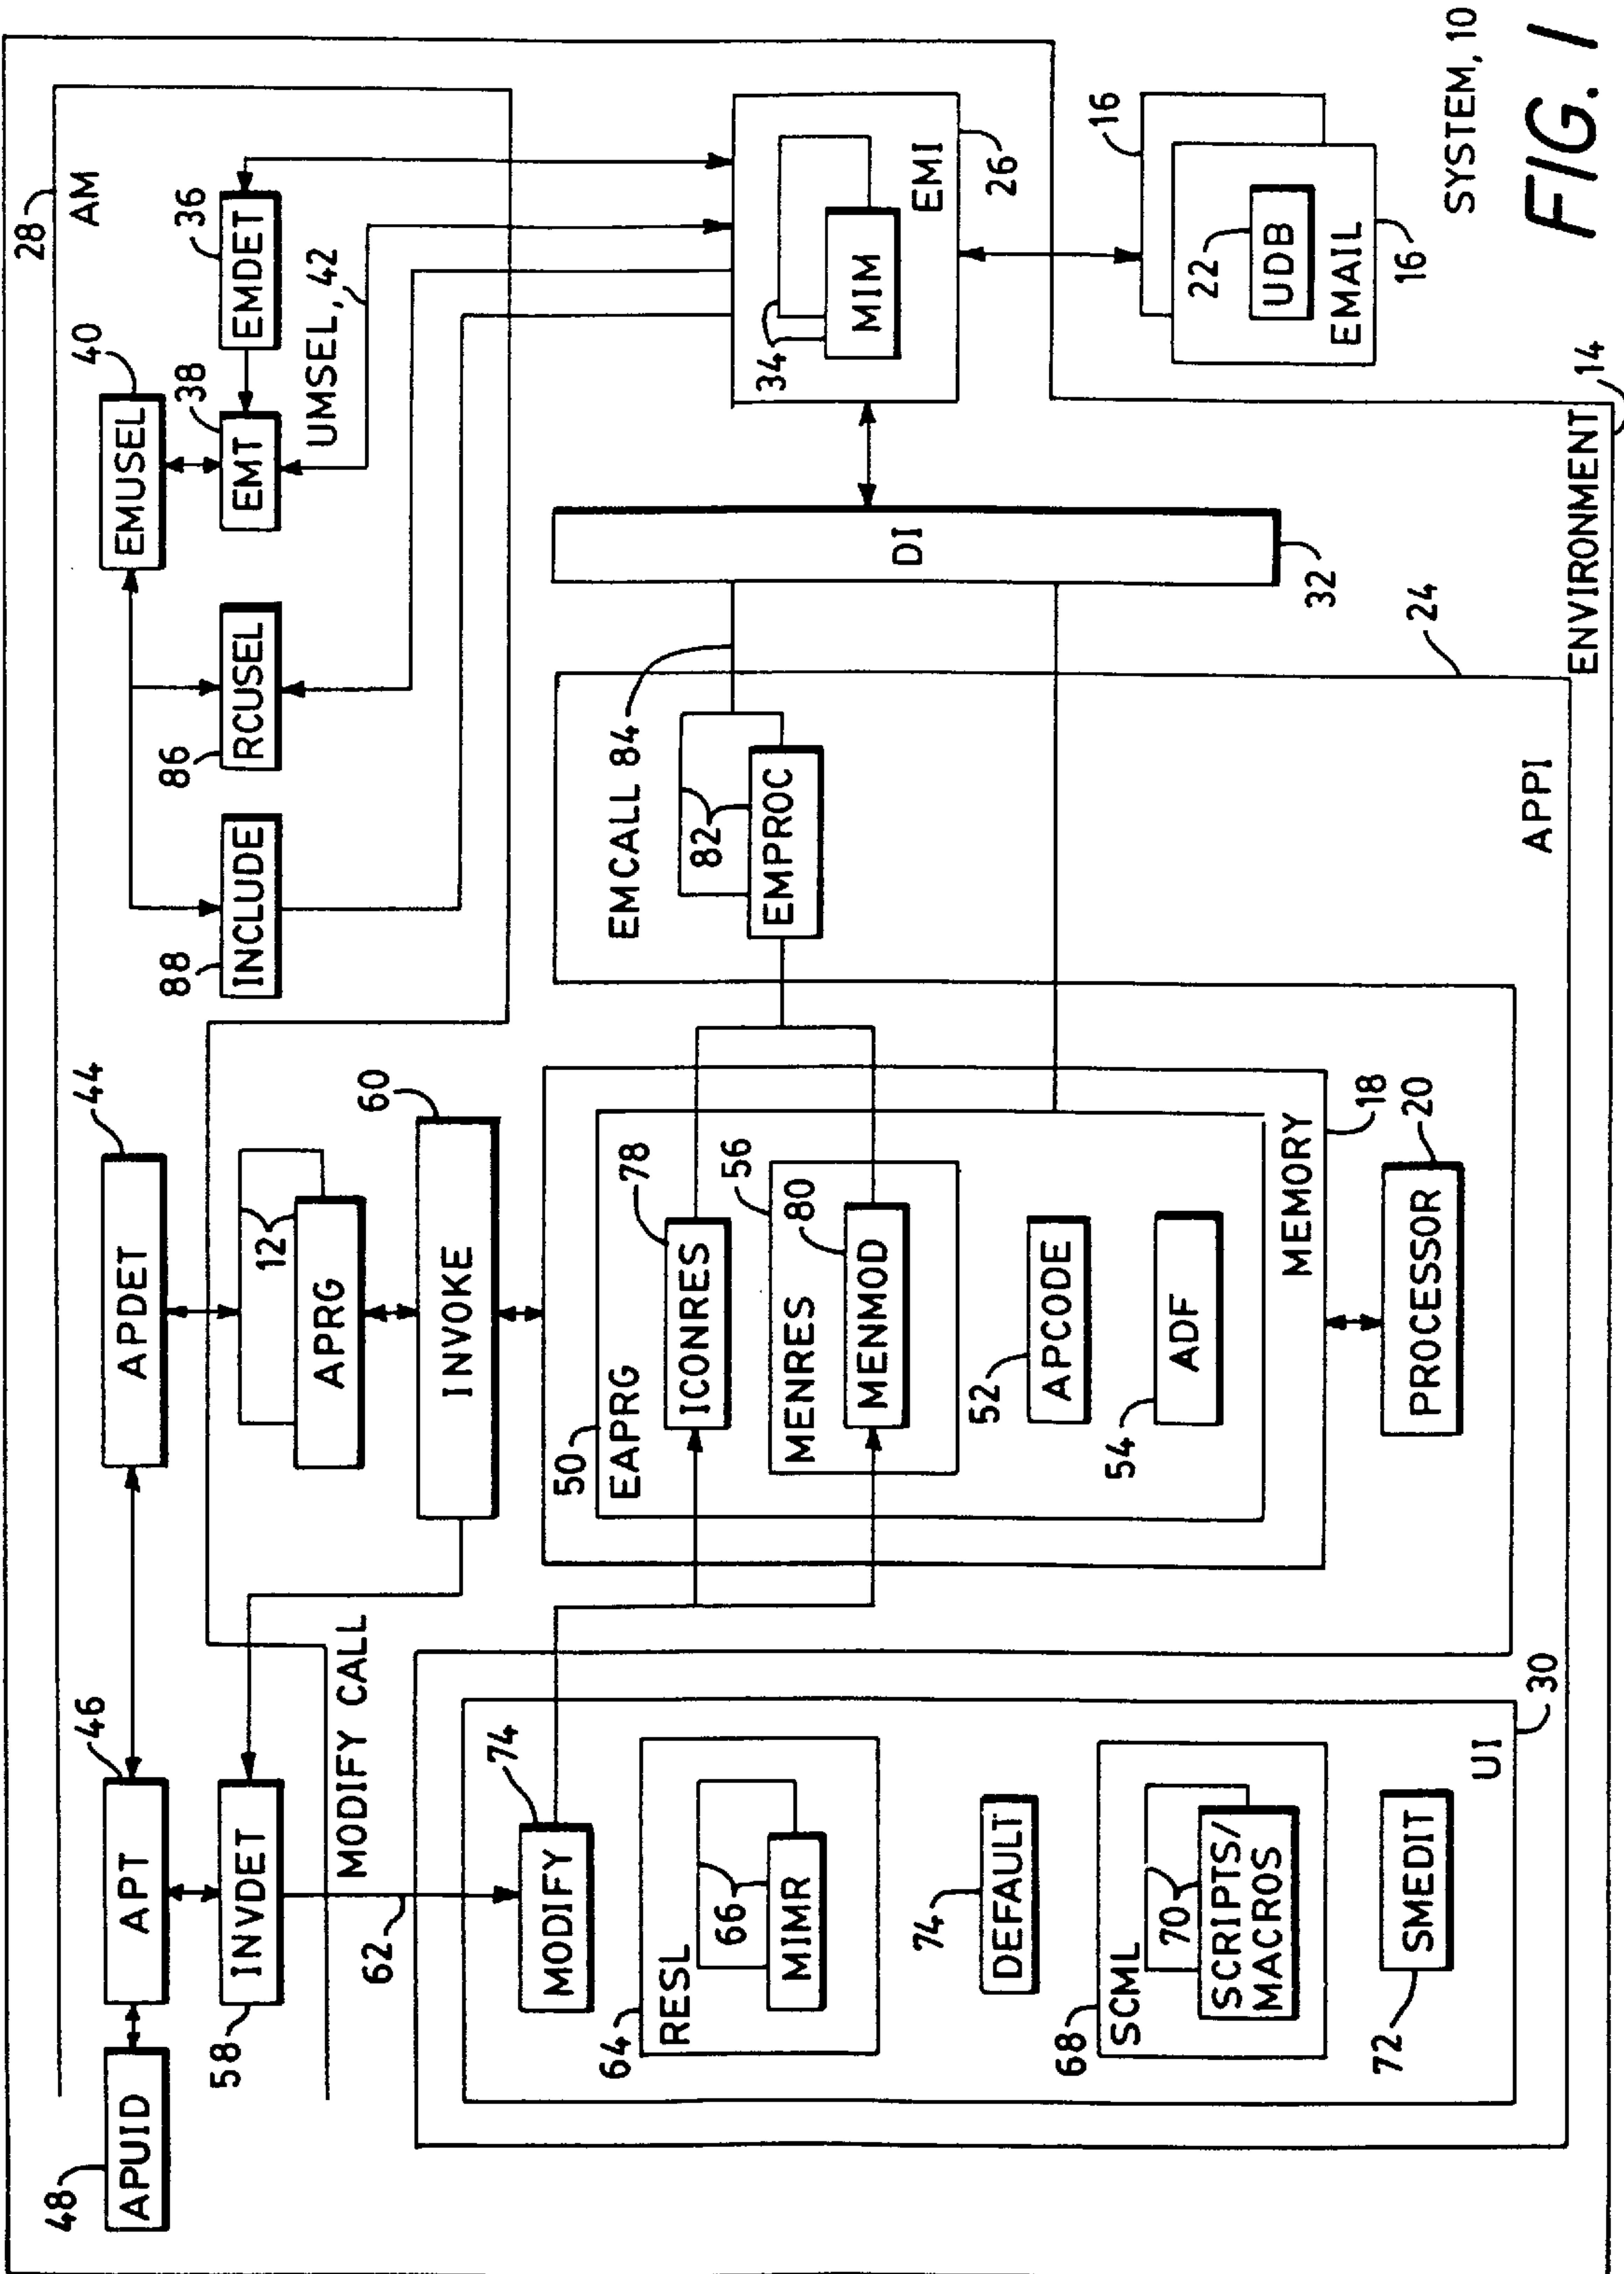 28
AM
48
APUID
46
APT
44
APDET
40
EMUSEL
88
INCLUDE
86
RCUSEL
38
EMT
36
EMDET
58
INVDET
12
APRG
UMSEL, 42
MODIFY CALL
62
60
INVOKE
74
MODIFY
50
EAPRG
78
ICONRES
56
MENRES
80
MENMOD
52
APCODE
54
ADF
MEMORY
18
20
PROCESSOR
64
RESL
66
MIMR
74
DEFAULT
68
SCML
70
SCRIPTS/
MACROS
72
SMEDIT
UI
30
EMCALL 84
82
EMPROC
APPI
24
DI
32
34
MIM
EMI
26
16
22
UDB
EMAIL
16
ENVIRONMENT
14
SYSTEM, 10
FIG. 1